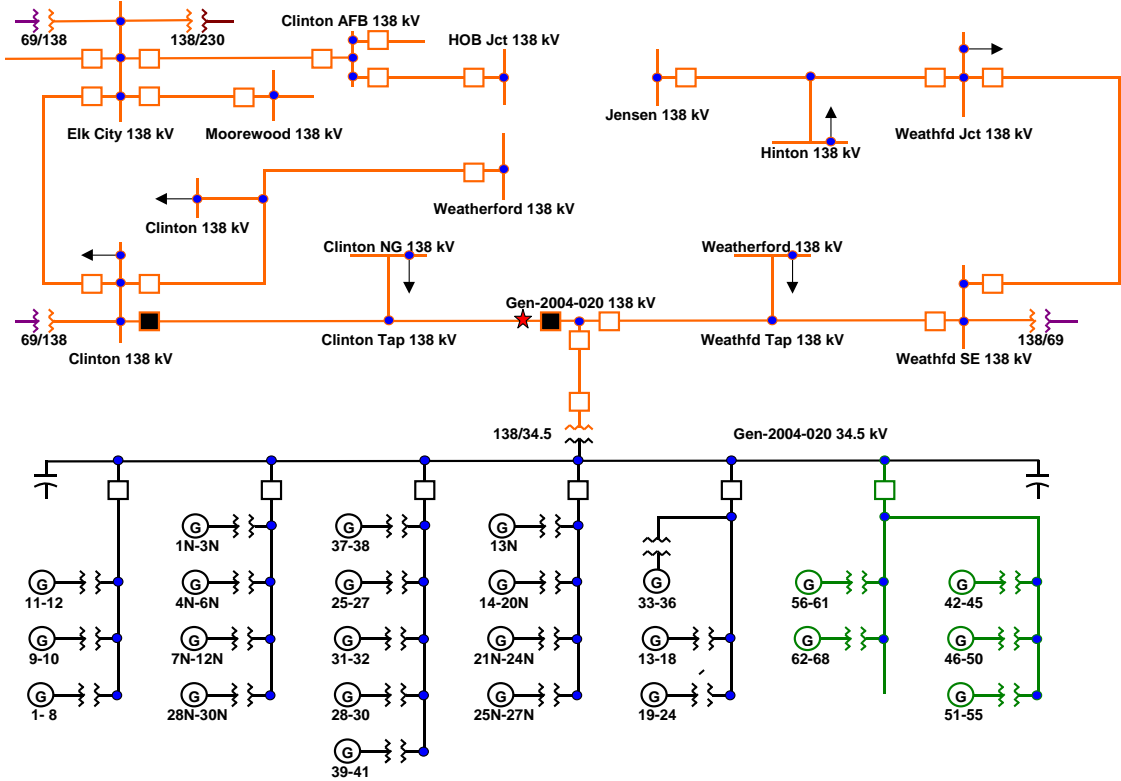 Clinton AFB 138 kV
HOB Jct 138 kV
69/138
138/230
Elk City 138 kV
Moorewood 138 kV
Jensen 138 kV
Hinton 138 kV
Weathfd Jct 138 kV
Clinton 138 kV
Weatherford 138 kV
Clinton NG 138 kV
Weatherford 138 kV
Gen-2004-020 138 kV
69/138
Clinton 138 kV
Clinton Tap 138 kV
Weathfd Tap 138 kV
Weathfd SE 138 kV
138/69
138/34.5
Gen-2004-020 34.5 kV
G
1N-3N
G
37-38
G
13N
G
11-12
G
4N-6N
G
25-27
G
14-20N
G
33-36
G
56-61
G
42-45
G
9-10
G
7N-12N
G
31-32
G
21N-24N
G
13-18
G
62-68
G
46-50
G
1- 8
G
28N-30N
G
28-30
G
25N-27N
G
19-24
G
51-55
G
39-41